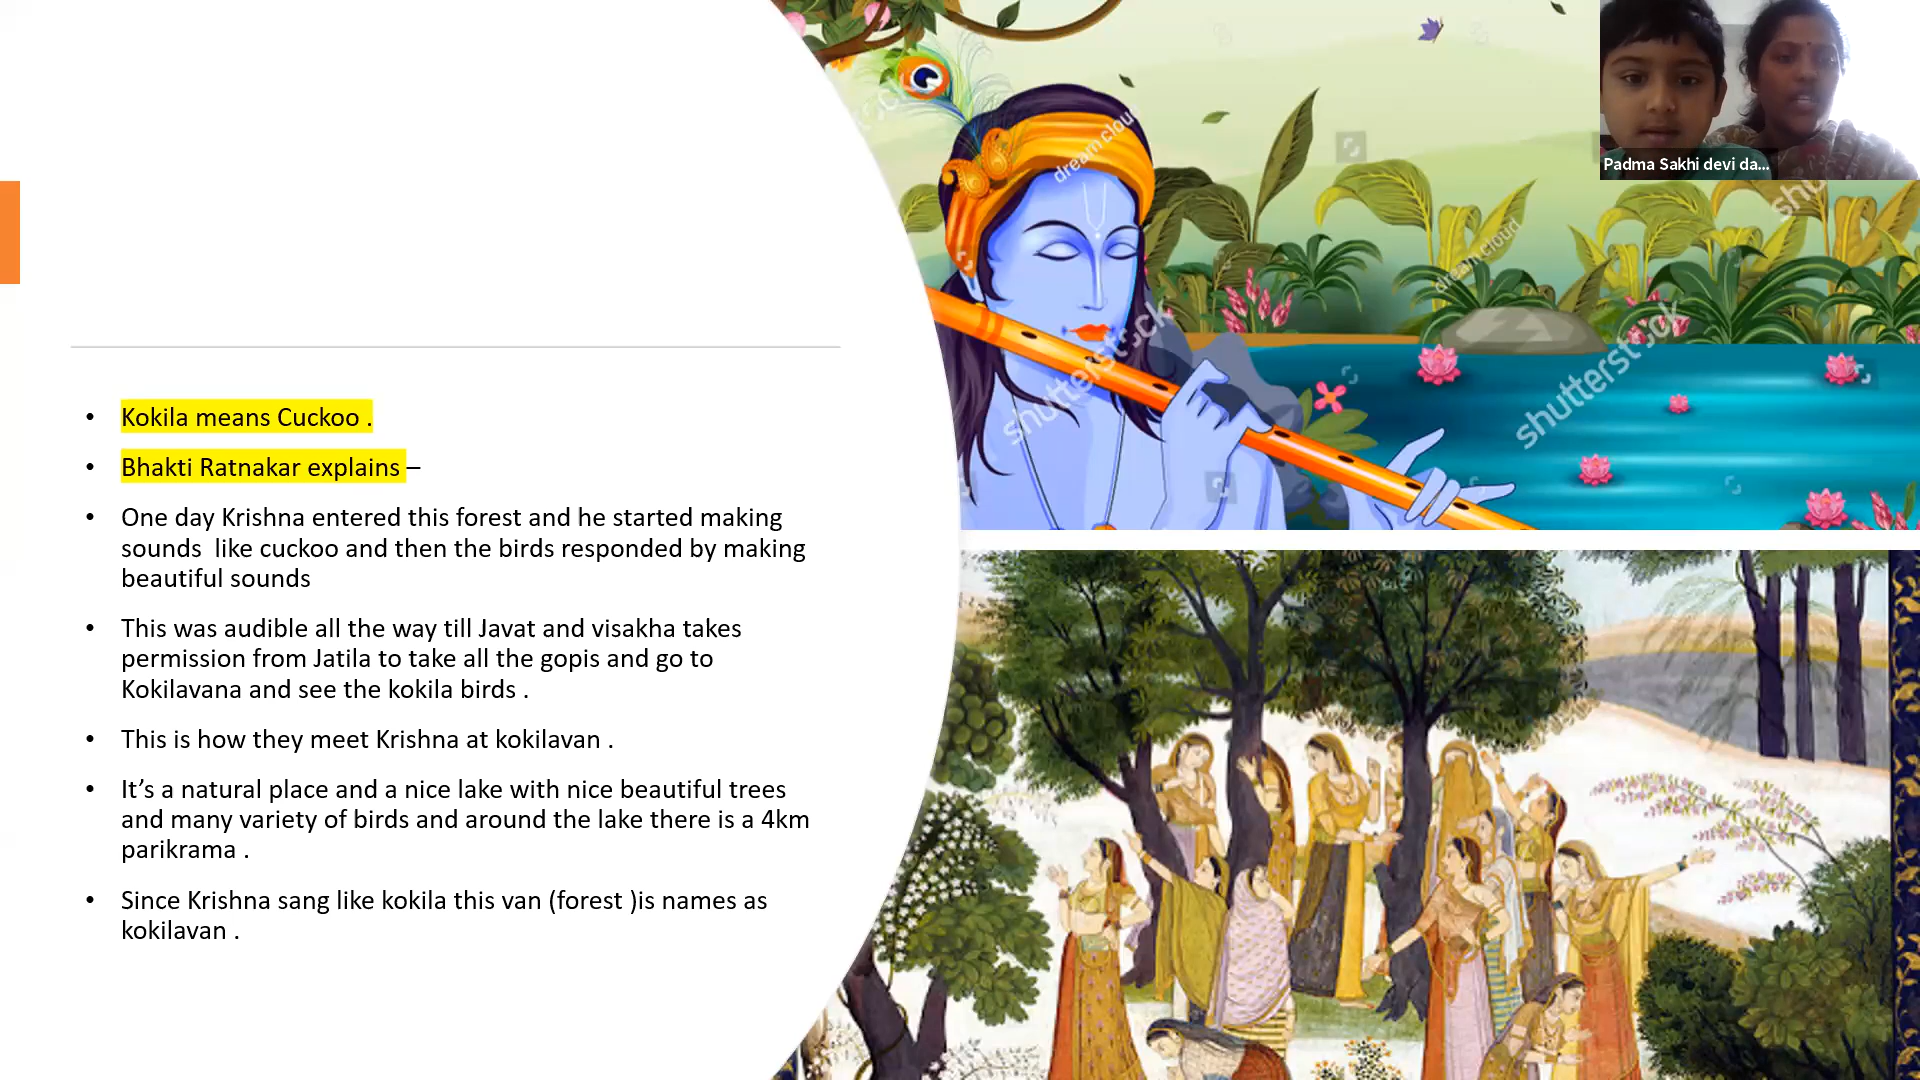 Padma Sakhi devi da...
• Kokila means Cuckoo .
• Bhakti Ratnakar explains –
• One day Krishna entered this forest and he started making
sounds  like cuckoo and then the birds responded by making
beautiful sounds
• This was audible all the way till Javat and visakha takes
permission from Jatila to take all the gopis and go to
Kokilavana and see the kokila birds .
• This is how they meet Krishna at kokilavan .
• It’s a natural place and a nice lake with nice beautiful trees
and many variety of birds and around the lake there is a 4km
parikrama .
• Since Krishna sang like kokila this van (forest )is names as
kokilavan .
dream cloud
dream cloud
shutterstock
shutterstock
shu